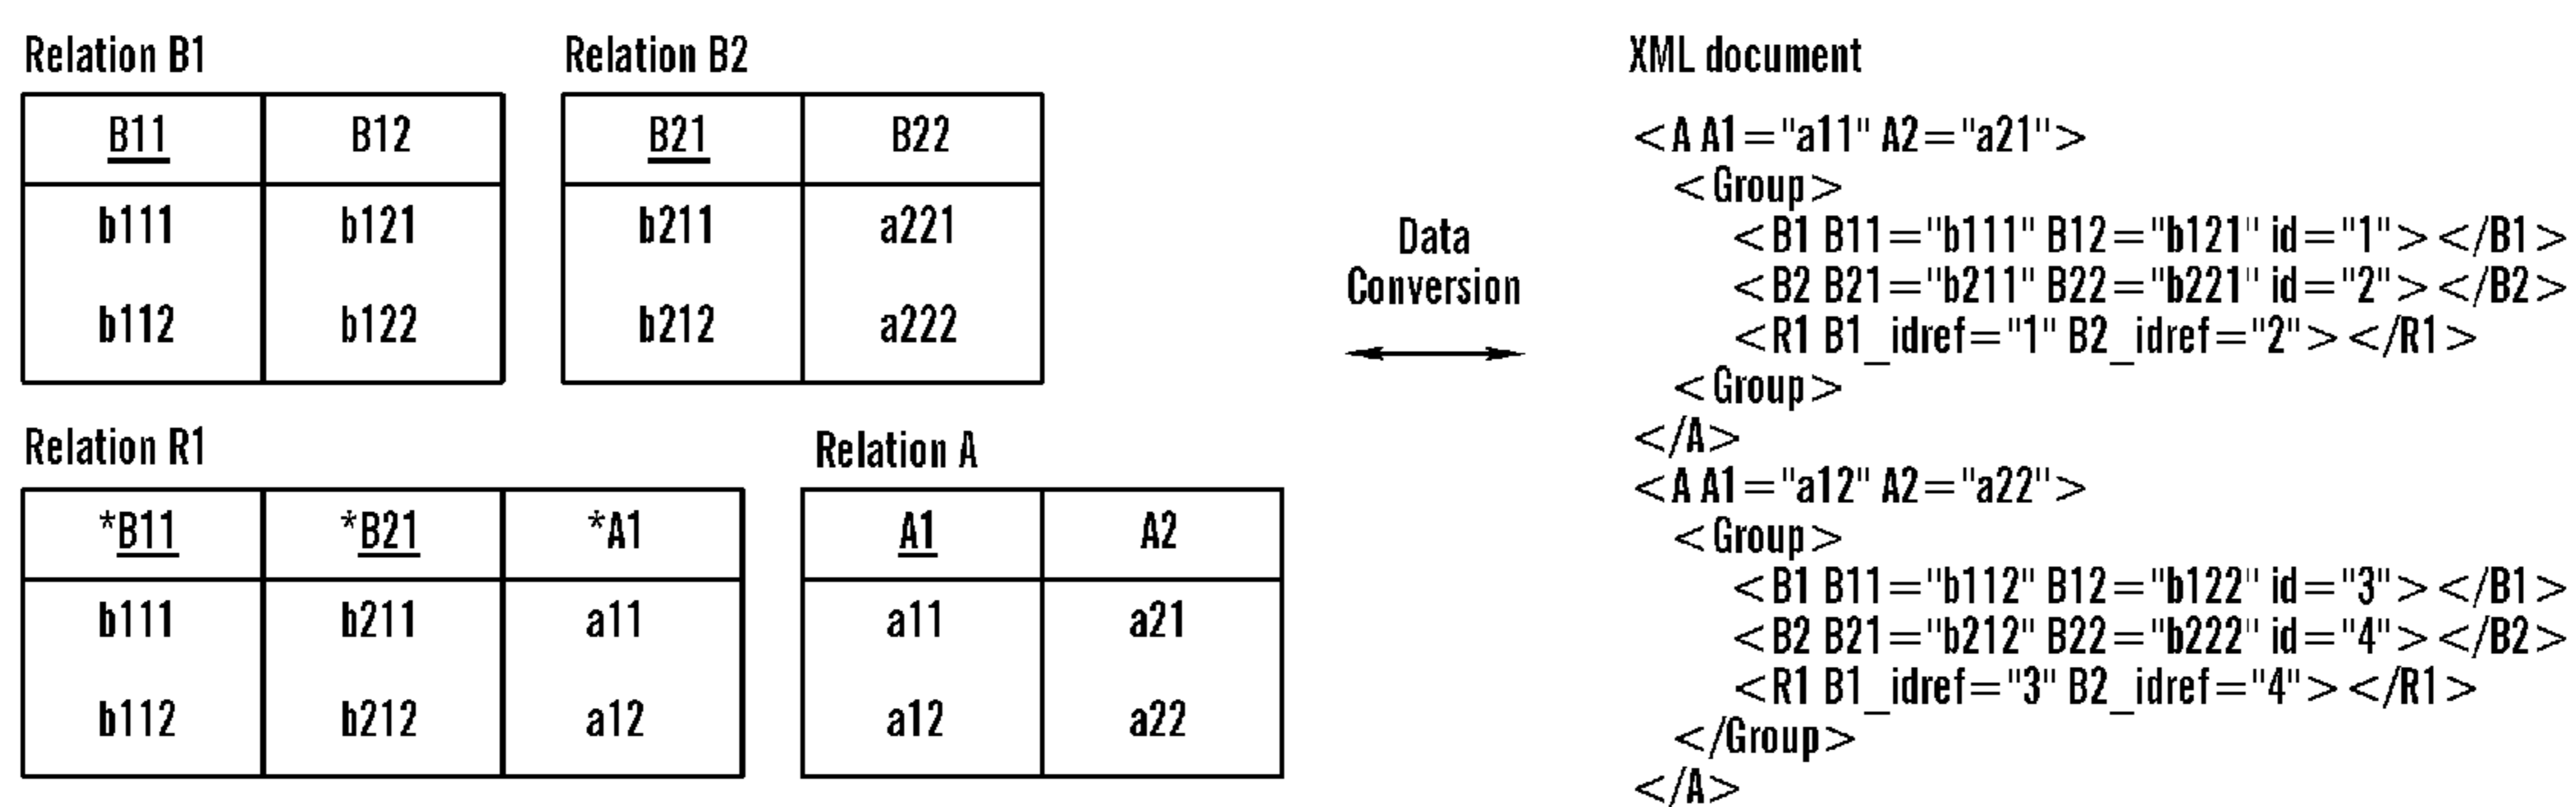 Relation B1
B11 B12
b111 b121
b112 b122
Relation B2
B21 B22
b211 a221
b212 a222
Relation R1
*B11 *B21 *A1
b111 b211 a11
b112 b212 a12
Relation A
A1 A2
a11 a21
a12 a22
Data
Conversion
XML document
<A A1="a11" A2="a21">
<Group>
<B1 B11="b111" B12="b121" id="1"></B1>
<B2 B21="b211" B22="b221" id="2"></B2>
<R1 B1_idref="1" B2_idref="2"></R1>
<Group>
</A>
<A A1="a12" A2="a22">
<Group>
<B1 B11="b112" B12="b122" id="3"></B1>
<B2 B21="b212" B22="b222" id="4"></B2>
<R1 B1_idref="3" B2_idref="4"></R1>
</Group>
</A>